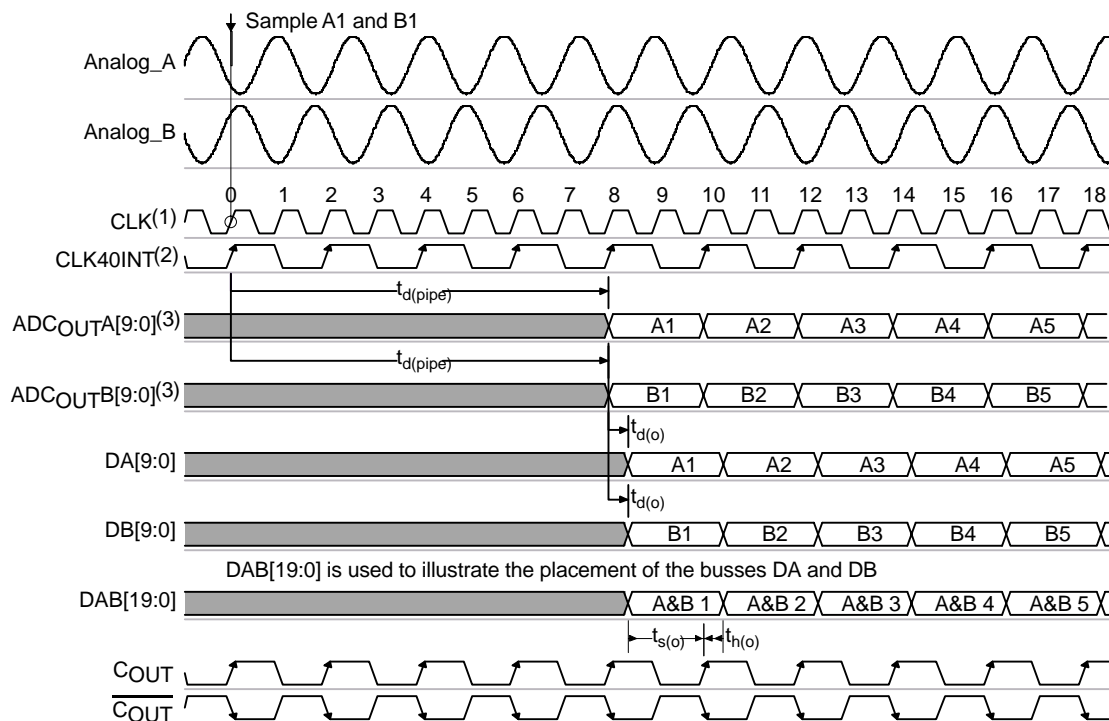 Sample A1 and B1
Analog_A
Analog_B
0 1 2 3 4 5 6 7 8 9 10 11 12 13 14 15 16 17 18
CLK(1)
CLK40INT(2)
td(pipe)
ADCOUTA[9:0](3) A1 A2 A3 A4 A5
td(pipe)
ADCOUTB[9:0](3) B1 B2 B3 B4 B5
td(o)
DA[9:0] A1 A2 A3 A4 A5
td(o)
DB[9:0] B1 B2 B3 B4 B5
DAB[19:0] is used to illustrate the placement of the busses DA and DB
DAB[19:0] A&B 1 A&B 2 A&B 3 A&B 4 A&B 5
ts(o) th(o)
COUT
COUT